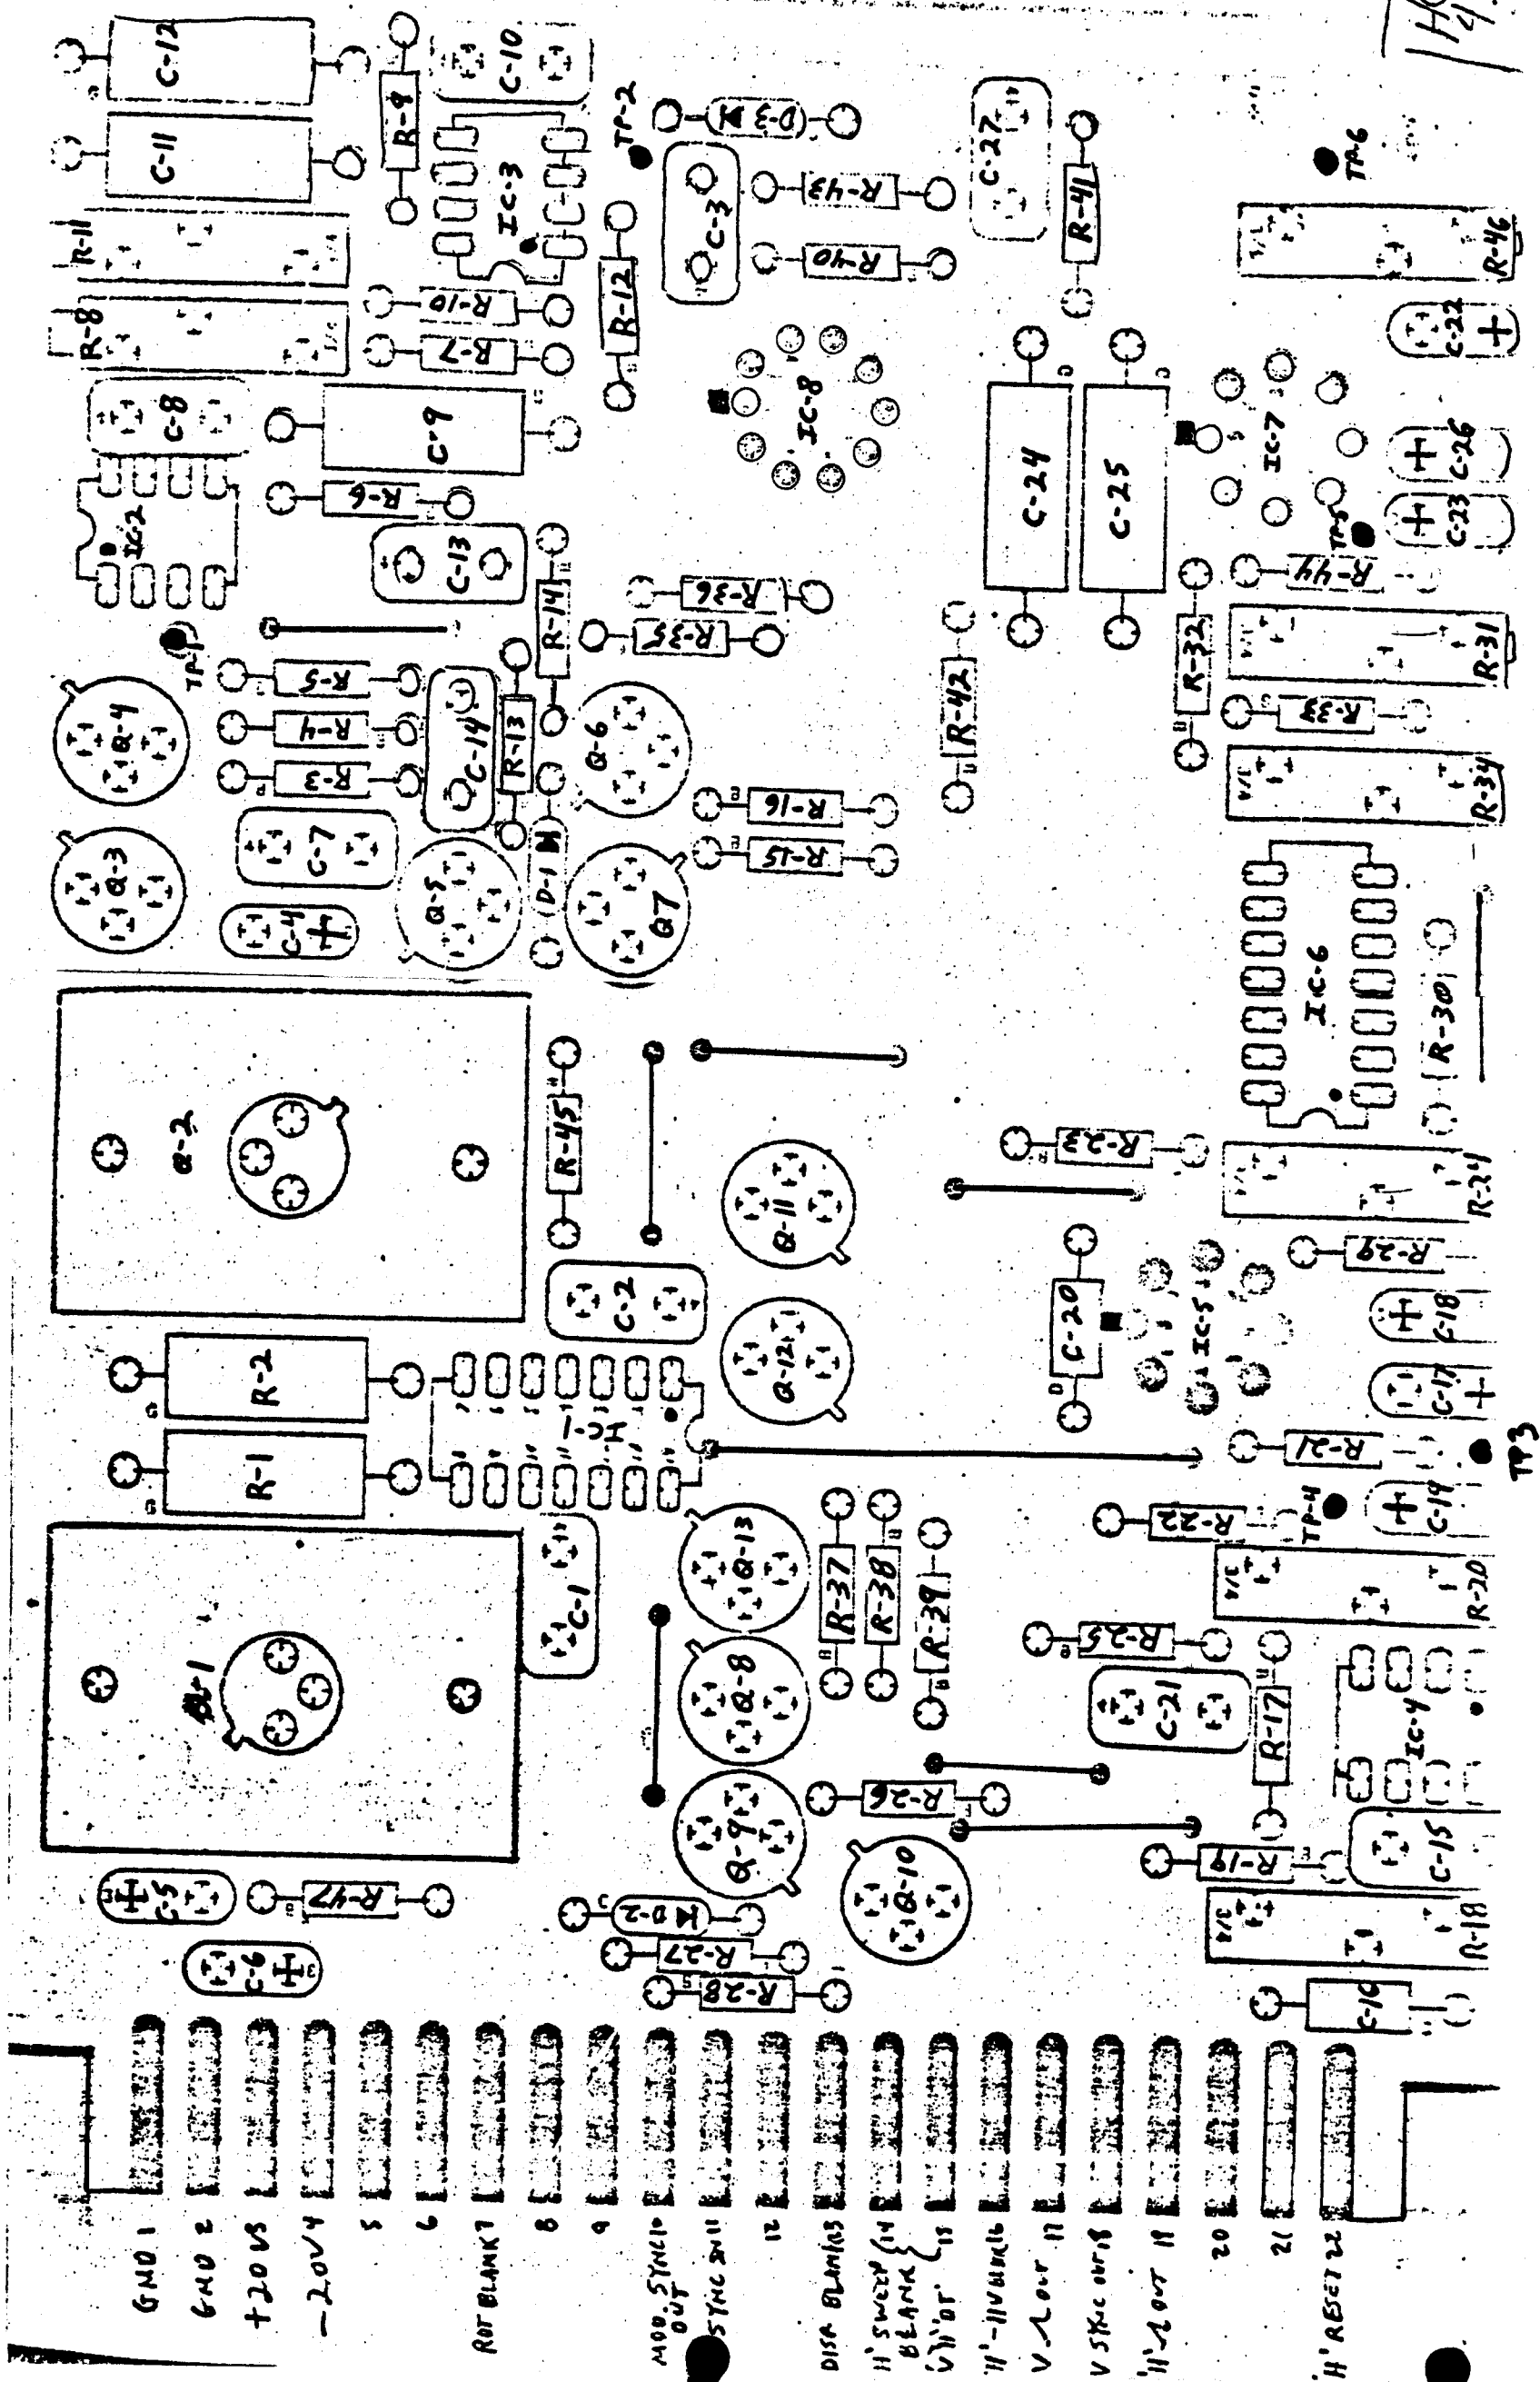 GND 1
GND 2
+20V 3
-20V 4
5
6
ROT BLANK 7
8
9
MOD. SYNC 10
OUT
SYNC IN 11
12
DISP. BLANK 13
H' SWEEP 14
BLANK
15
16
V OUT 17
V SYNC OUT 18
'H' OUT 19
20
21
'H' RESET 22
C-5
C-6
R-47
Q-1
R-1
R-2
Q-2
Q-3
Q-4
TP-1
C-4
C-7
R-3
R-4
R-5
IC-2
C-8
R-6
C-9
R-8
R-11
C-11
C-12
R-7
R-10
R-9
IC-3
C-10
C-1
IC-1
C-2
R-45
Q-5
C-14
R-13
D-1
R-14
C-13
R-12
TP-2
Q-6
Q7
R-35
R-36
C-3
D-3
D-2
R-27
R-28
Q-9
Q-8
Q-13
Q-12
Q-11
R-15
R-16
IC-8
R-40
R-43
Q-10
R-26
R-37
R-38
R-39
R-42
C-24
C-25
C-27
R-41
C-21
R-25
C-20
R-23
R-19
R-17
R-22
R-21
IC-5
R-32
IC-7
C-16
R-18
C-15
IC-4
R-20
TP-4
C-19
TP3
C-17
C-18
R-29
R-24
IC-6
R-30
R-34
R-33
R-31
R-44
TP-5
C-23
C-26
C-22
R-46
TP-6